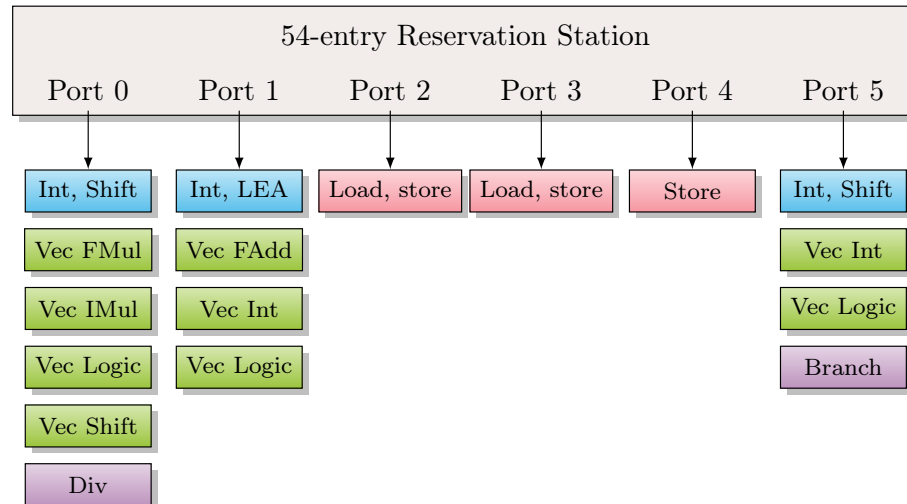 54-entry Reservation Station
Port 0 Port 1 Port 2 Port 3 Port 4 Port 5
Int, Shift Int, LEA Load, store Load, store Store Int, Shift
Vec FMul Vec FAdd Vec Int
Vec IMul Vec Int Vec Logic
Vec Logic Vec Logic Branch
Vec Shift
Div